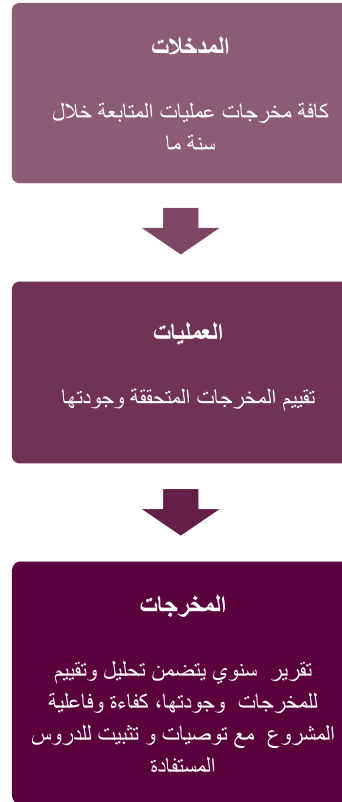 المدخلات
كافة مخرجات عمليات المتابعة خلال
سنة ما
العمليات
تقييم المخرجات المتحققة وجودتها
المخرجات
تقرير سنوي يتضمن تحليل وتقييم
للمخرجات وجودتها، كفاءة وفاعلية
المشروع مع توصيات و تثبيت للدروس
المستفادة